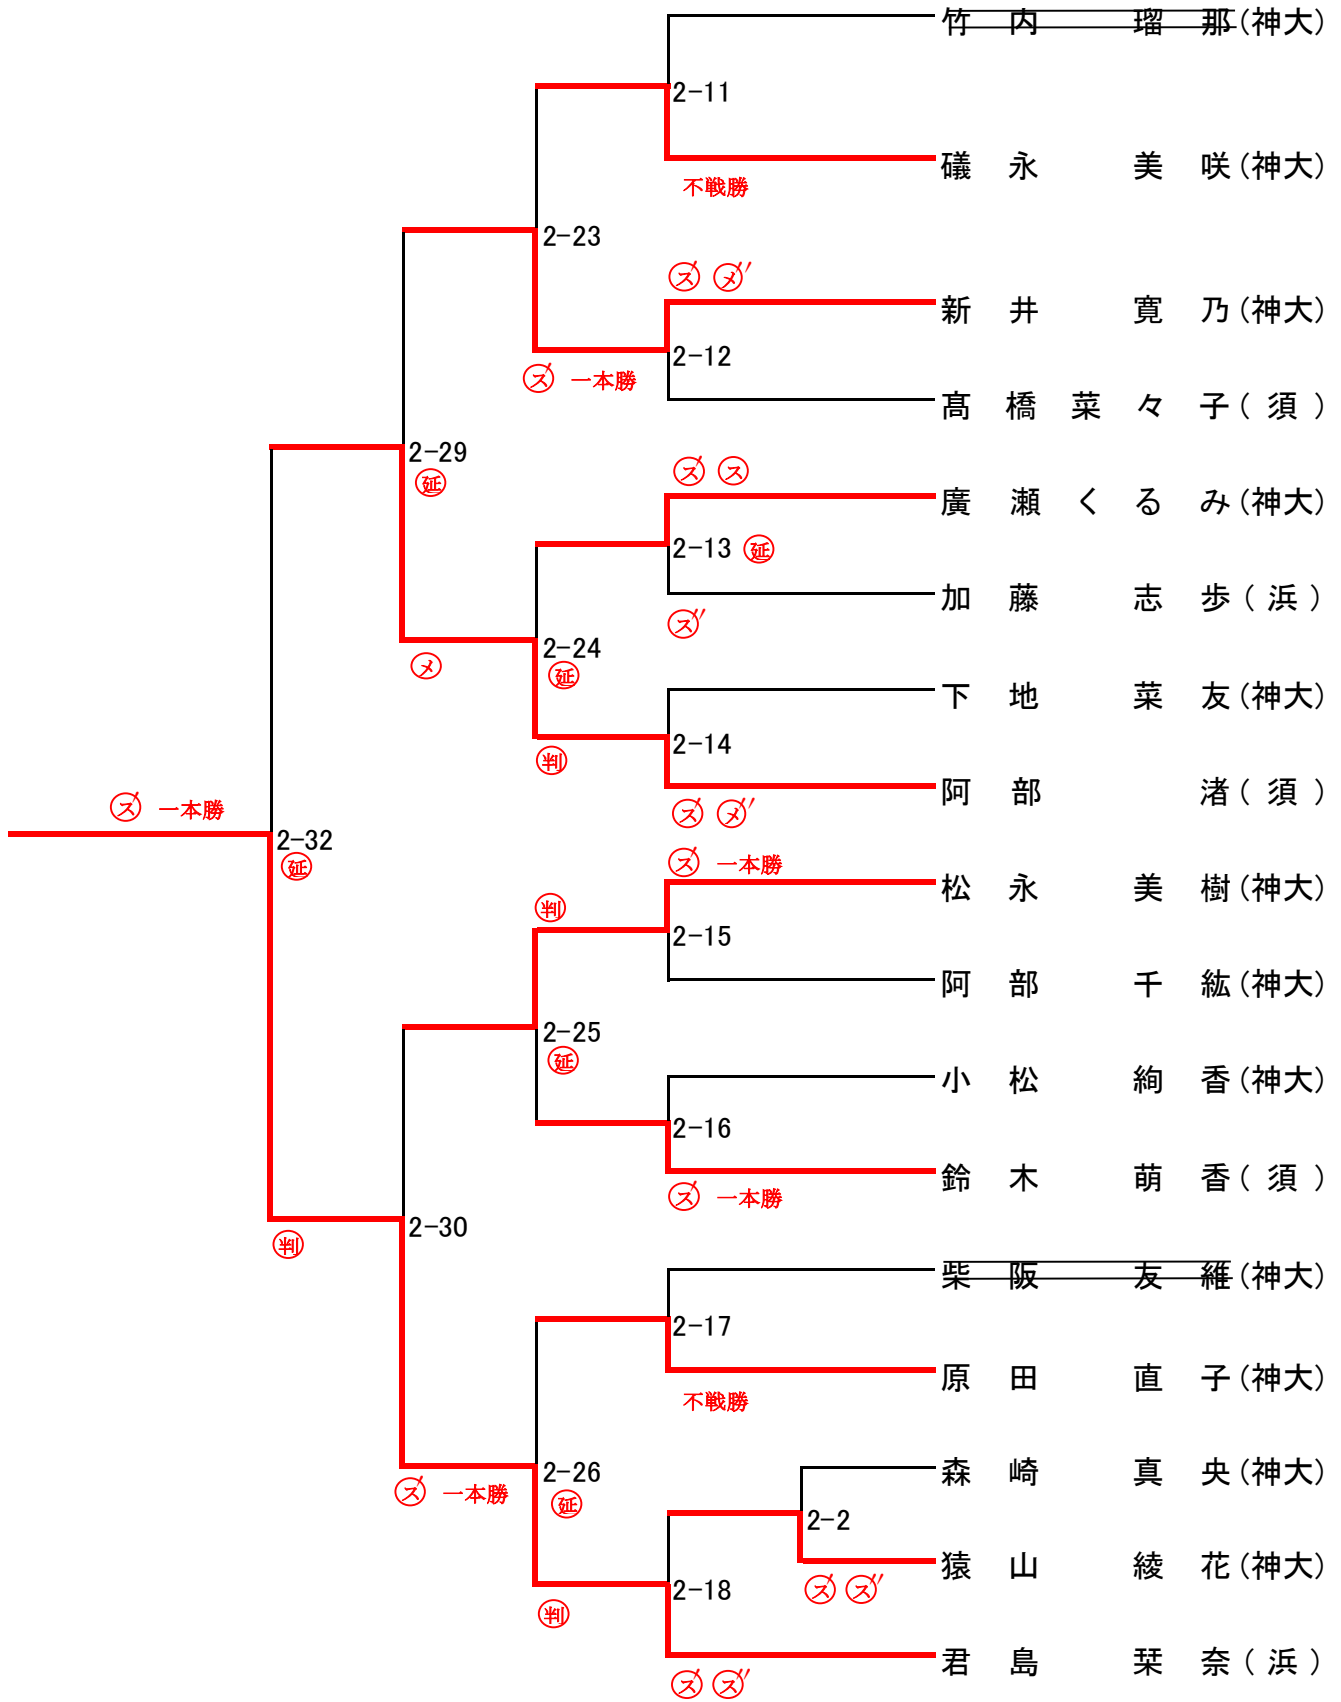 竹内 瑠那(神大)
2-11
礒永 美咲(神大)
不戦勝
2-23
ス メ
新井 寛乃(神大)
2-12
ス 一本勝
髙橋菜々子(須)
2-29
延
ス ス
廣瀬くるみ(神大)
2-13 延
加藤 志歩(浜)
ス
2-24
延
メ
下地 菜友(神大)
2-14
判
阿部 渚(須)
ス メ
ス 一本勝
2-32
延
ス 一本勝
松永 美樹(神大)
判
2-15
阿部 千紘(神大)
2-25
延
小松 絢香(神大)
2-16
鈴木 萌香(須)
ス 一本勝
2-30
判
柴阪 友維(神大)
2-17
原田 直子(神大)
不戦勝
2-26
延
ス 一本勝
森崎 真央(神大)
2-2
猿山 綾花(神大)
ス ス
2-18
判
君島 栞奈(浜)
ス ス